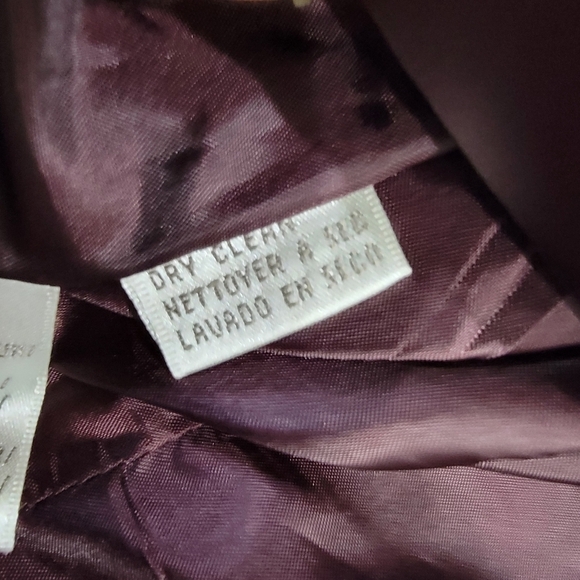 DRY CLEAN
NETTOYER A SEC
LAVADO EN SECO